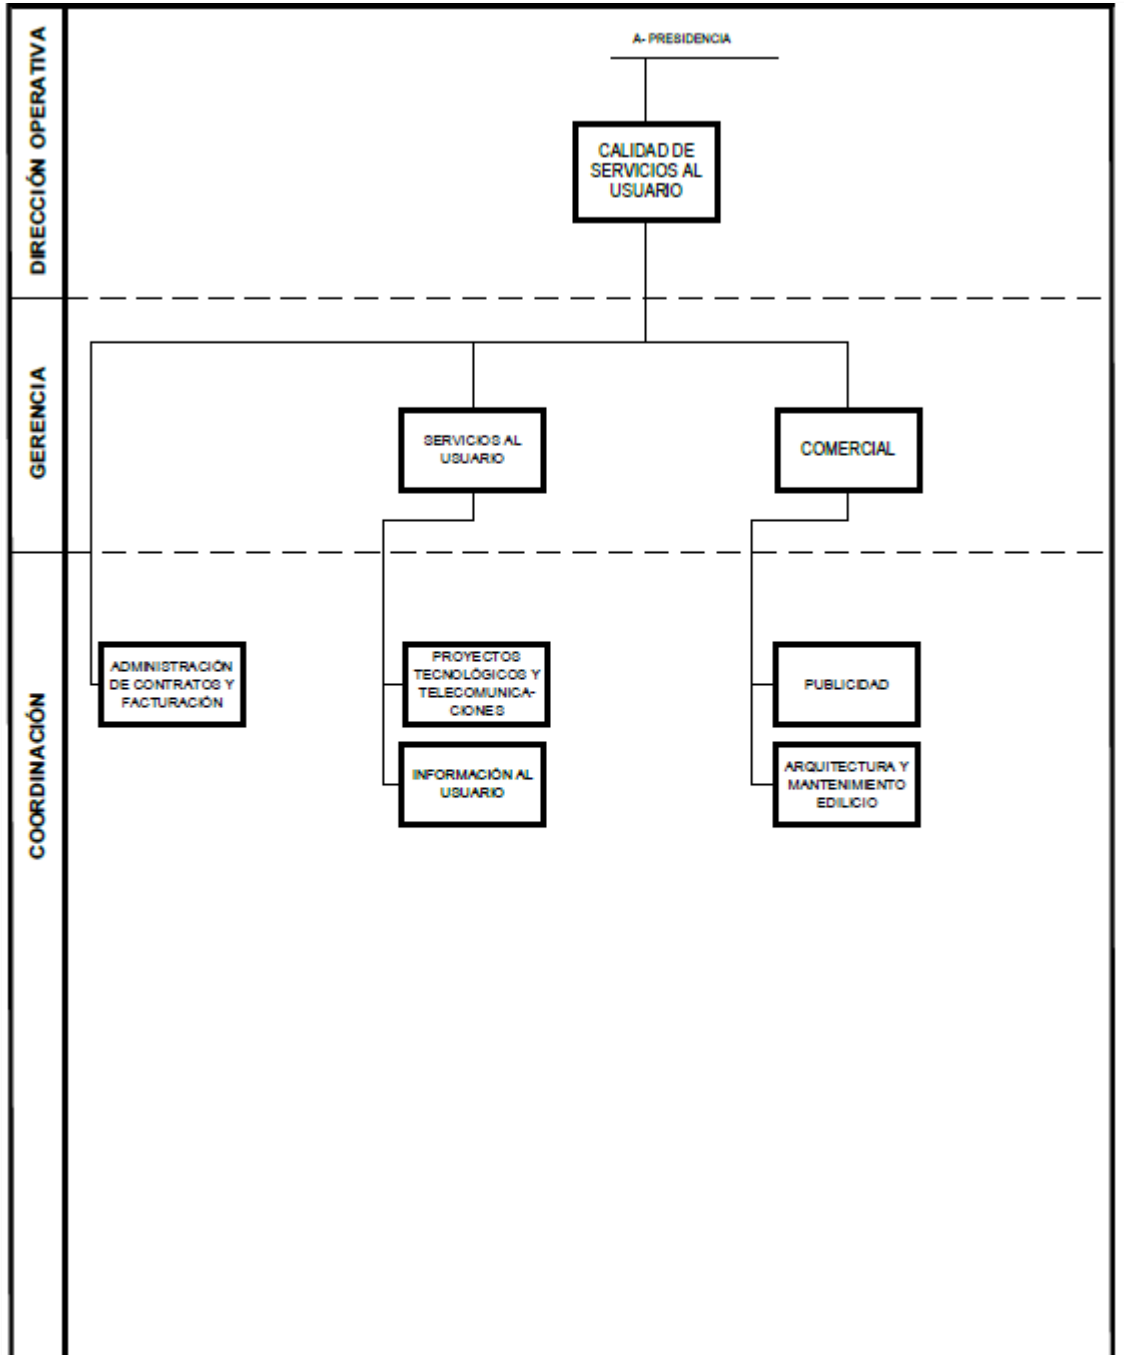 DIRECCIÓN OPERATIVA
A- PRESIDENCIA
CALIDAD DE
SERVICIOS AL
USUARIO
GERENCIA
SERVICIOS AL
USUARIO
COMERCIAL
COORDINACIÓN
ADMINISTRACIÓN
DE CONTRATOS Y
FACTURACIÓN
PROYECTOS
TECNOLÓGICOS Y
TELECOMUNICA-
CIONES
INFORMACIÓN AL
USUARIO
PUBLICIDAD
ARQUITECTURA Y
MANTENIMIENTO
EDILICIO